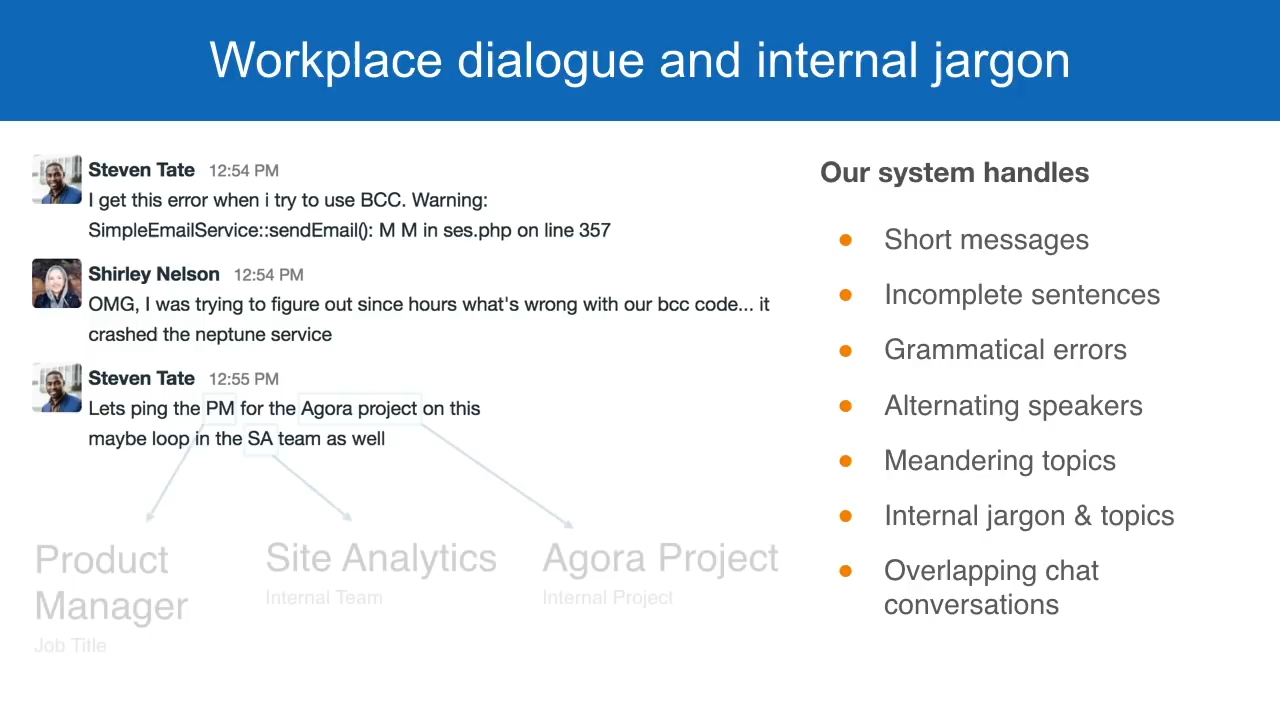 Workplace dialogue and internal jargon
Steven Tate 12:54 PM
I get this error when i try to use BCC. Warning:
SimpleEmailService::sendEmail(): M M in ses.php on line 357
Shirley Nelson 12:54 PM
OMG, I was trying to figure out since hours what's wrong with our bcc code... it
crashed the neptune service
Steven Tate 12:55 PM
Lets ping the PM for the Agora project on this
maybe loop in the SA team as well
Product
Manager
Job Title
Site Analytics
Internal Team
Agora Project
Internal Project
Our system handles
• Short messages
• Incomplete sentences
• Grammatical errors
• Alternating speakers
• Meandering topics
• Internal jargon & topics
• Overlapping chat
conversations